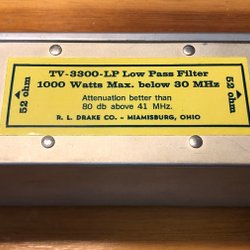 TV-3300-LP Low Pass Filter
1000 Watts Max. below 30 MHz
Attenuation better than
80 db above 41 MHz.
R. L. DRAKE CO. - MIAMISBURG, OHIO
52 ohm
52 ohm